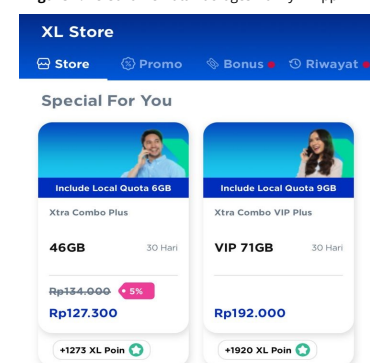 XL Store
Store
Promo
Bonus
Riwayat
Special For You
Include Local Quota 6GB
Xtra Combo Plus
46GB
30 Hari
Rp134.000
5%
Rp127.300
+1273 XL Poin
Include Local Quota 9GB
Xtra Combo VIP Plus
VIP 71GB
30 Hari
Rp192.000
+1920 XL Poin